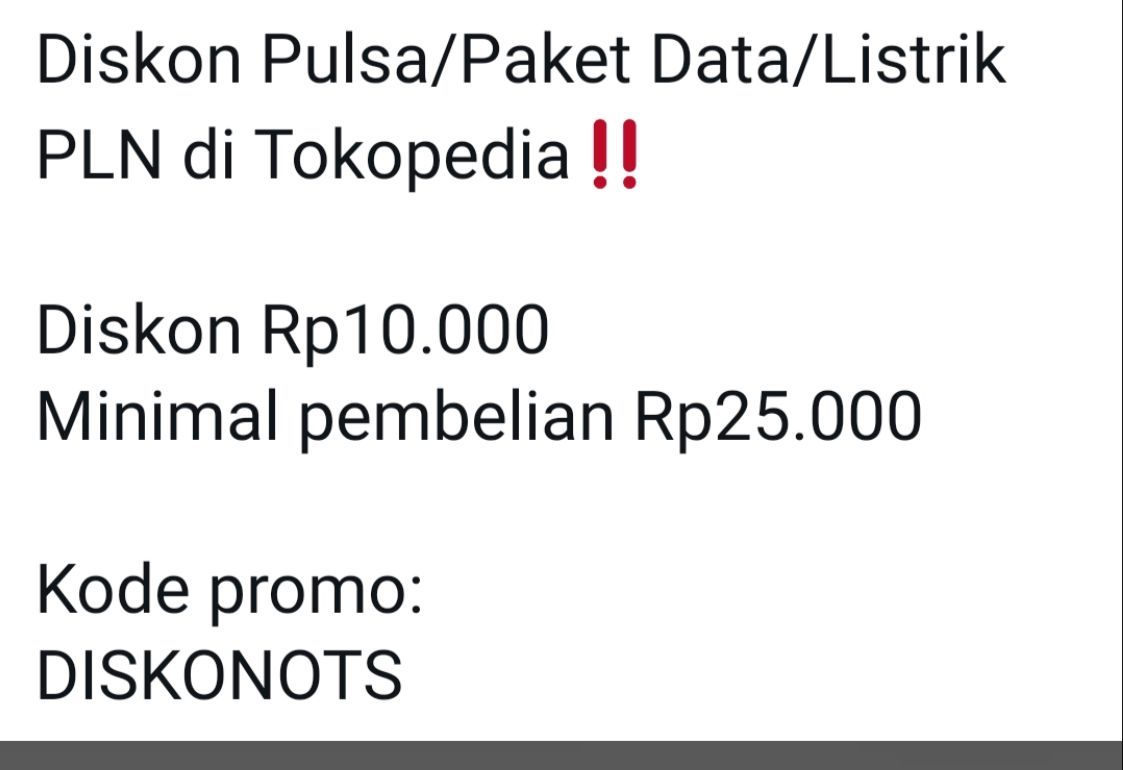 Diskon Pulsa/Paket Data/Listrik
PLN di Tokopedia‼️
Diskon Rp10.000
Minimal pembelian Rp25.000
Kode promo:
DISKONOTS